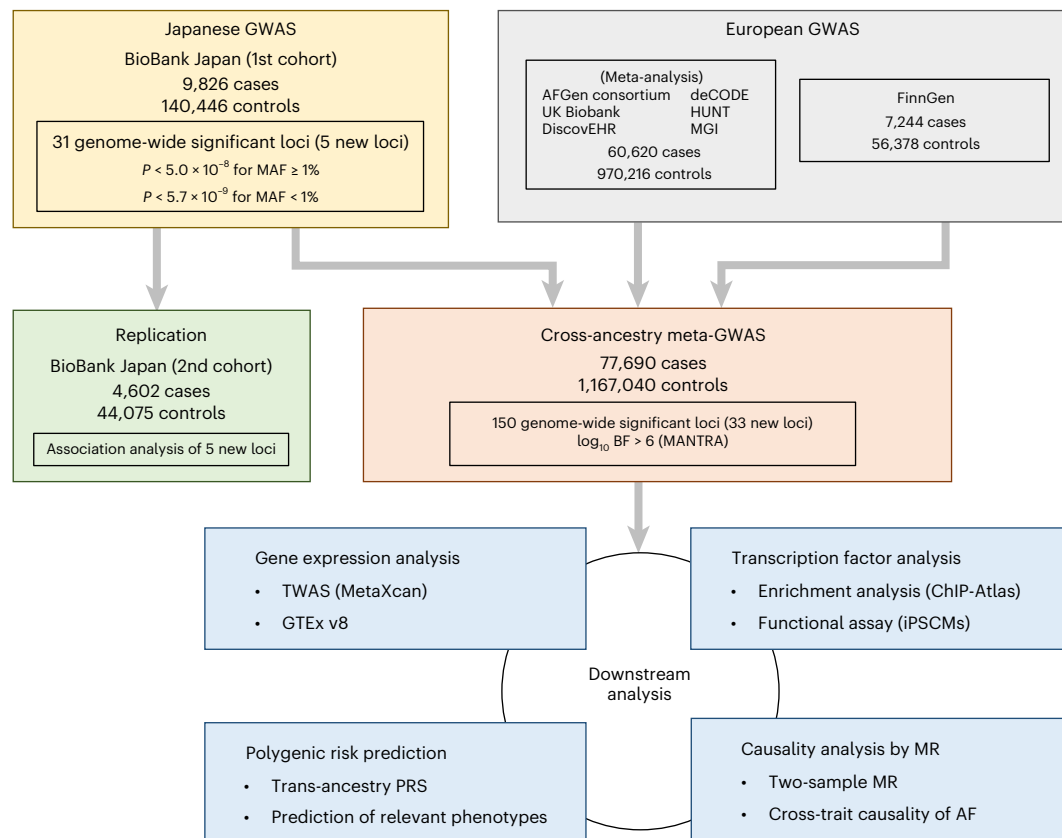 Japanese GWAS
BioBank Japan (1st cohort)
9,826 cases
140,446 controls
31 genome-wide significant loci (5 new loci)
P < 5.0 × 10⁻⁸ for MAF ≥ 1%
P < 5.7 × 10⁻⁹ for MAF < 1%
European GWAS
(Meta-analysis)
AFGen consortium deCODE
UK Biobank HUNT
DiscovEHR MGI
60,620 cases
970,216 controls
FinnGen
7,244 cases
56,378 controls
Replication
BioBank Japan (2nd cohort)
4,602 cases
44,075 controls
Association analysis of 5 new loci
Cross-ancestry meta-GWAS
77,690 cases
1,167,040 controls
150 genome-wide significant loci (33 new loci)
log₁₀ BF > 6 (MANTRA)
Gene expression analysis
• TWAS (MetaXcan)
• GTEx v8
Transcription factor analysis
• Enrichment analysis (ChIP-Atlas)
• Functional assay (iPSCMs)
Downstream
analysis
Polygenic risk prediction
• Trans-ancestry PRS
• Prediction of relevant phenotypes
Causality analysis by MR
• Two-sample MR
• Cross-trait causality of AF